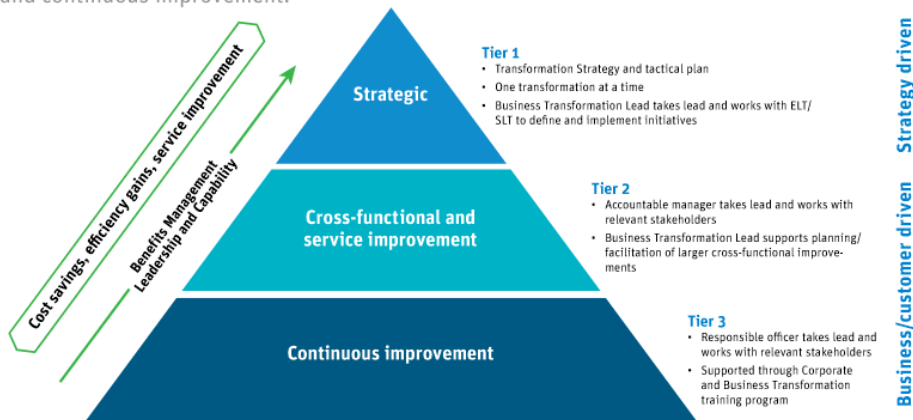 and continuous improvement.
Cost savings, efficiency gains, service improvement
Benefits Management
Leadership and Capability
Strategic
Tier 1
• Transformation Strategy and tactical plan
• One transformation at a time
• Business Transformation Lead takes lead and works with ELT/
SLT to define and implement initiatives
Strategy driven
Cross-functional and
service improvement
Tier 2
• Accountable manager takes lead and works with
relevant stakeholders
• Business Transformation Lead supports planning/
facilitation of larger cross-functional improve-
ments
Continuous improvement
Tier 3
• Responsible officer takes lead and
works with relevant stakeholders
• Supported through Corporate
and Business Transformation
training program
Business/customer driven